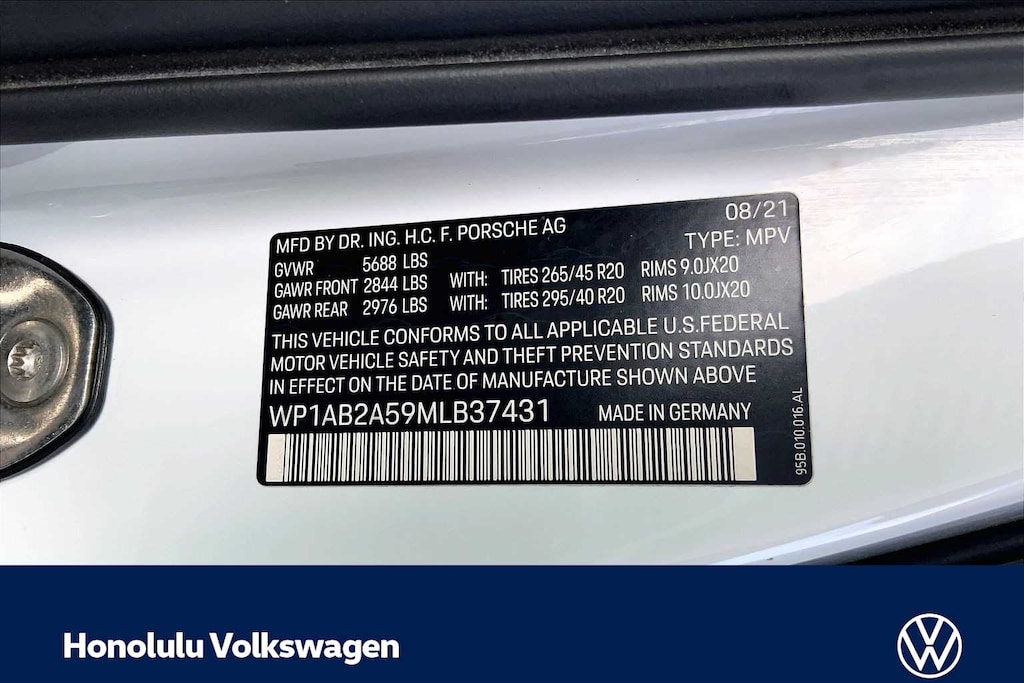 08/21
MFD BY DR. ING. H.C. F. PORSCHE AG TYPE: MPV
GVWR 5688 LBS
GAWR FRONT 2844 LBS WITH: TIRES 265/45 R20 RIMS 9.0JX20
GAWR REAR 2976 LBS WITH: TIRES 295/40 R20 RIMS 10.0JX20
THIS VEHICLE CONFORMS TO ALL APPLICABLE U.S.FEDERAL
MOTOR VEHICLE SAFETY AND THEFT PREVENTION STANDARDS
IN EFFECT ON THE DATE OF MANUFACTURE SHOWN ABOVE
WP1AB2A59MLB37431 MADE IN GERMANY
95B.010.016.AL
Honolulu Volkswagen